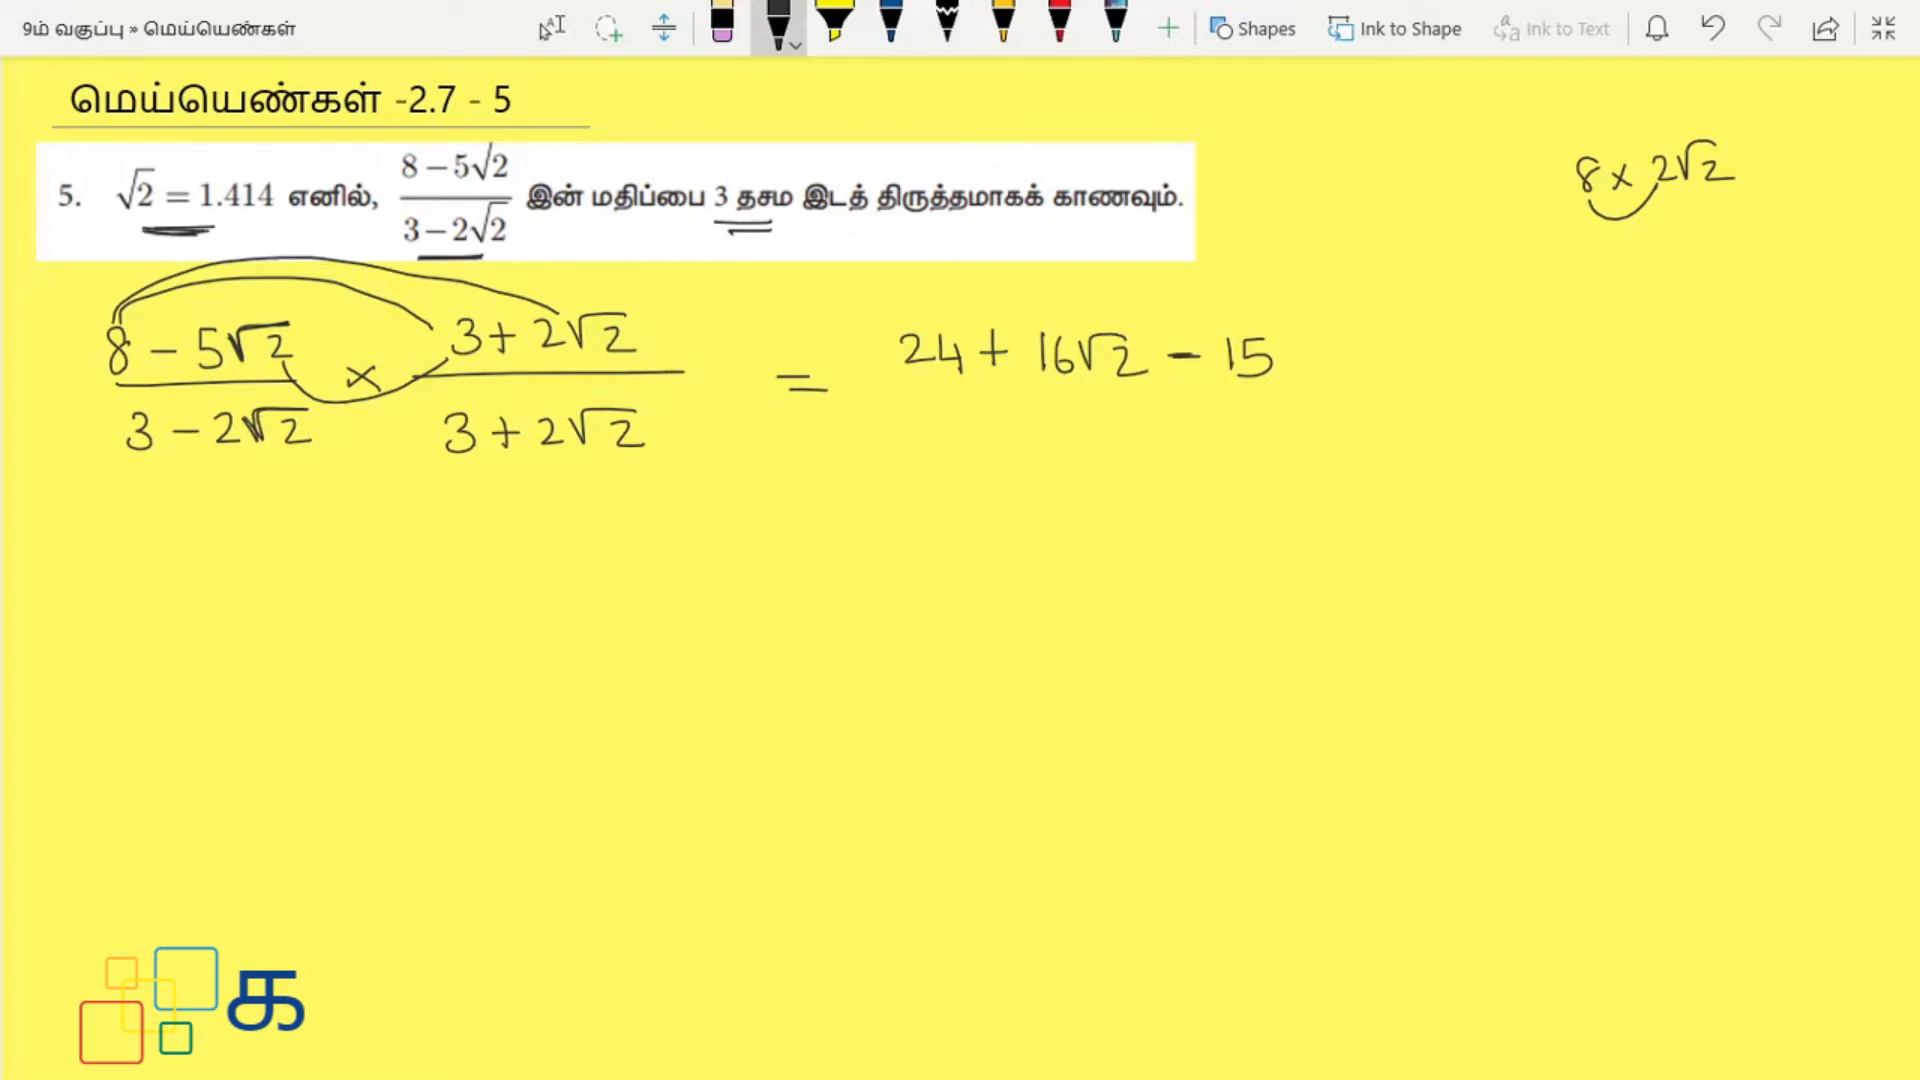 9ம் வகுப்பு » மெய்யெண்கள்
Shapes
Ink to Shape
Ink to Text
மெய்யெண்கள் -2.7 - 5
5. √2 = 1.414 எனில், (8 − 5√2)/(3 − 2√2) இன் மதிப்பை 3 தசம இடத் திருத்தமாகக் காணவும்.
8 × 2√2
(8 − 5√2)/(3 − 2√2) × (3 + 2√2)/(3 + 2√2) = 24 + 16√2 − 15
க